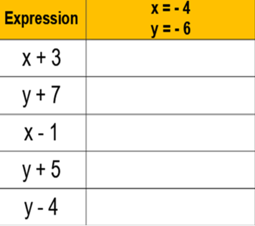 Expression
x = - 4
y = - 6
x + 3
y + 7
x - 1
y + 5
y - 4